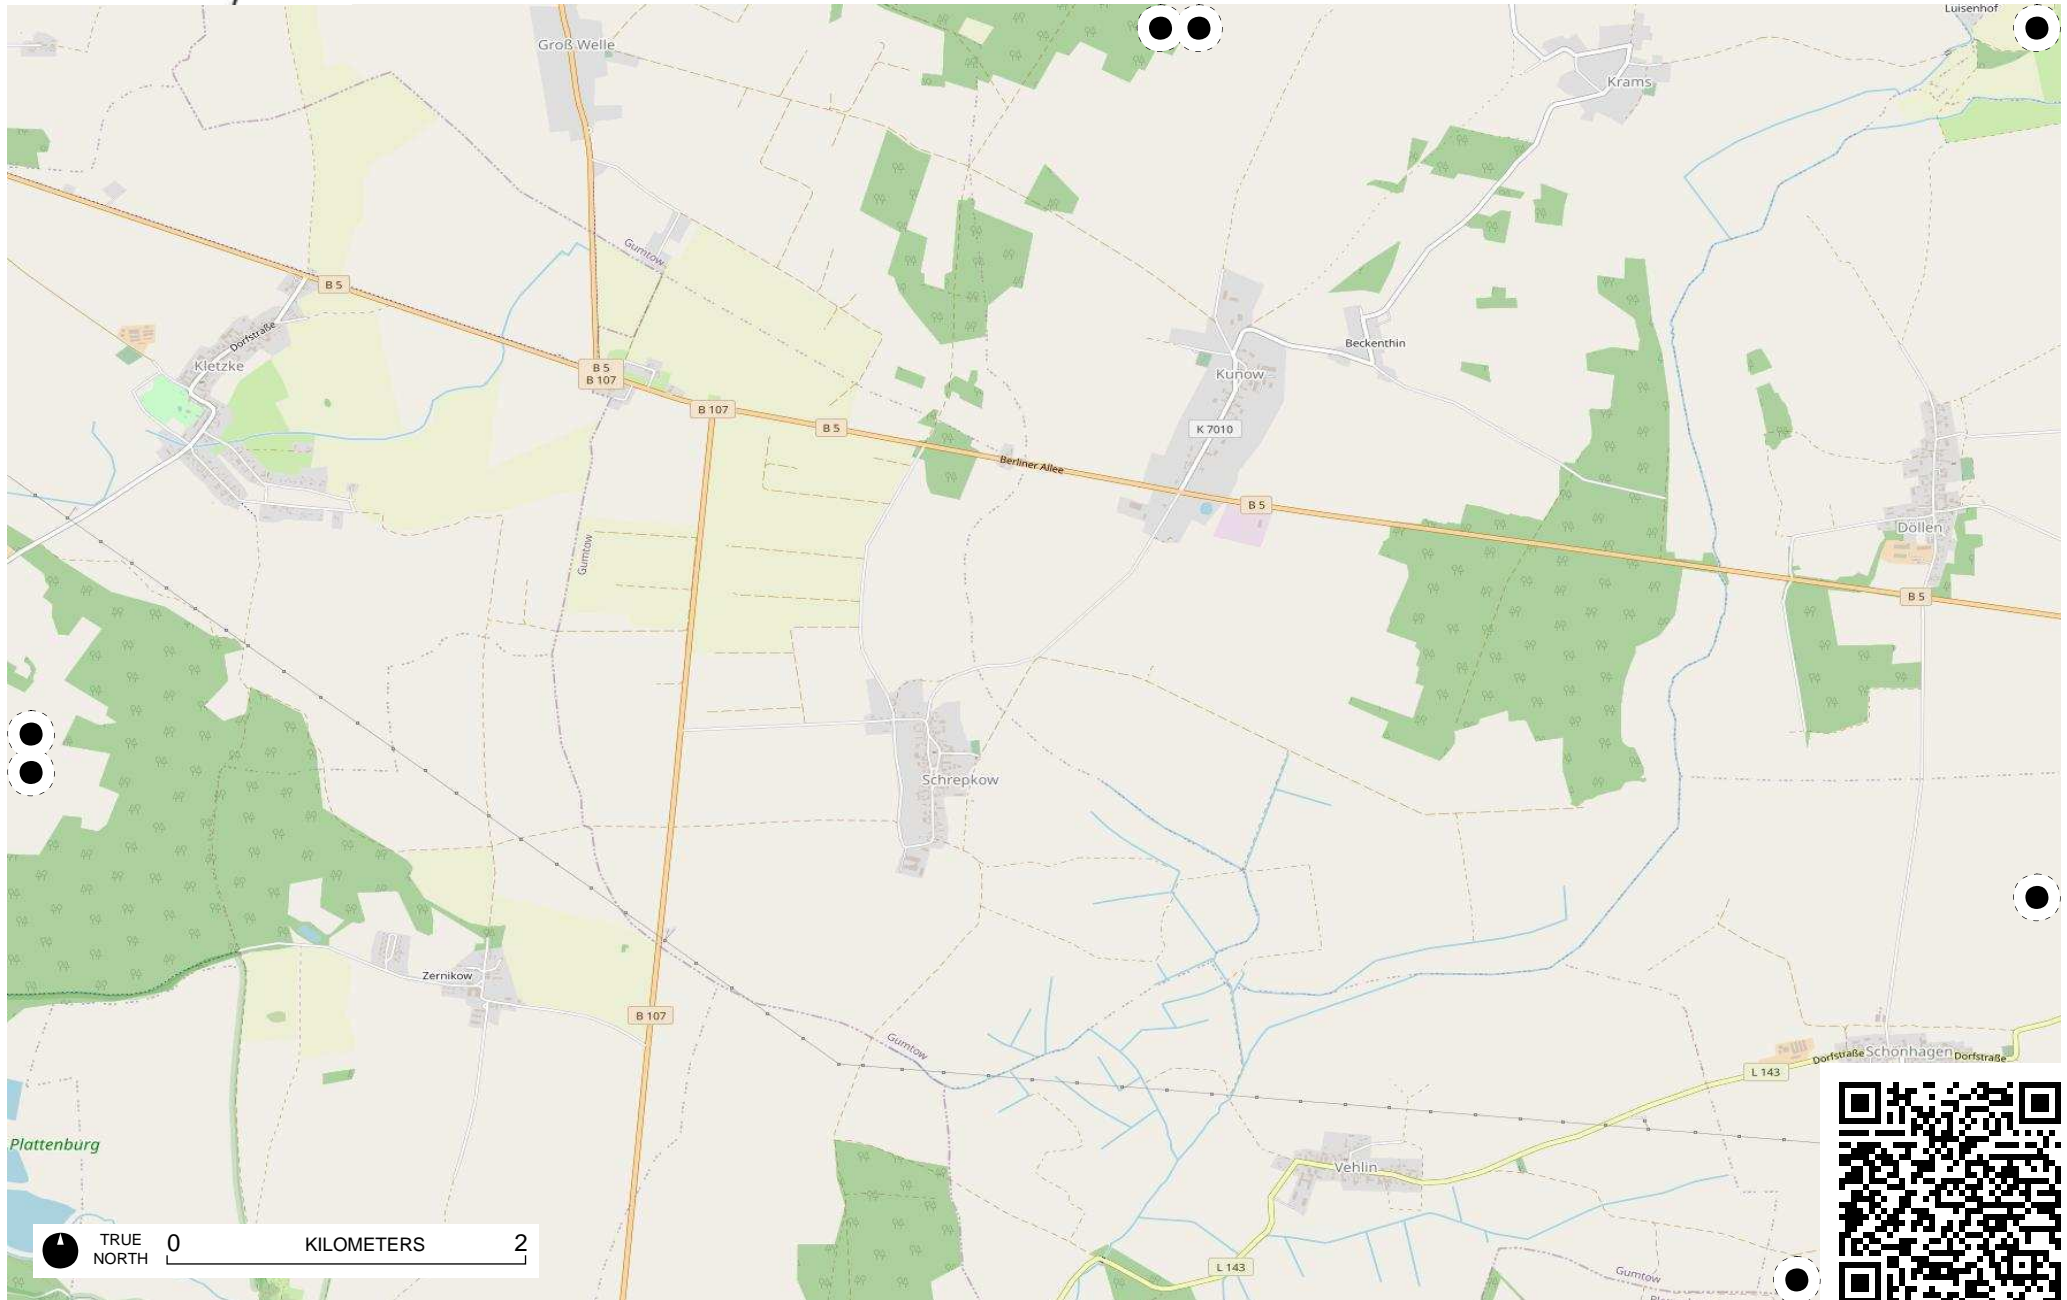 Luisenhof
Groß Welle
Krams
Gumtow
B 5
Dorfstraße
Beckenthin
Kletzke
B 5
B 107
Kunow
B 107
B 5
K 7010
Berliner Allee
B 5
Döllen
Gumtow
B 5
Schrepkow
Zernikow
B 107
Gumtow
Dorfstraße
Schönhagen
Dorfstraße
L 143
Plattenburg
Vehlin
TRUE
NORTH
0
KILOMETERS
2
L 143
Gumtow